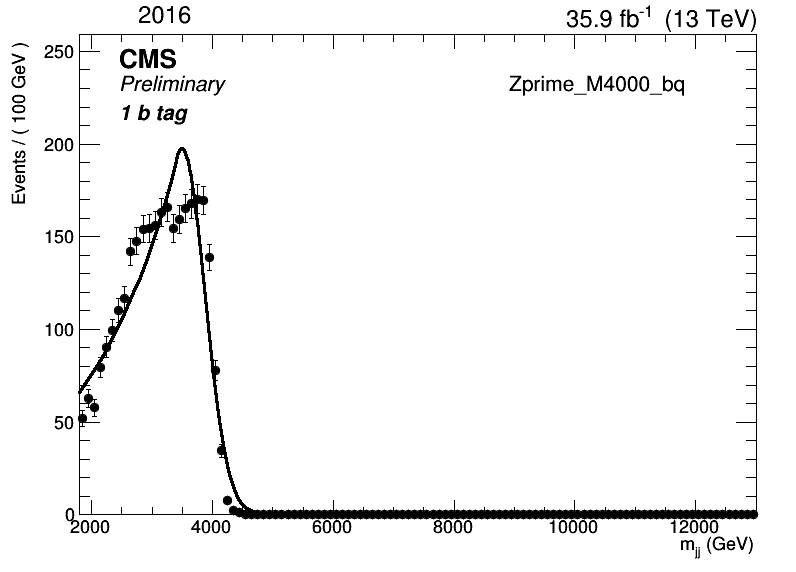 2016
35.9 fb⁻¹ (13 TeV)
Events / ( 100 GeV )
CMS
Preliminary
1 b tag
Zprime_M4000_bq
250
200
150
100
50
0
2000 4000 6000 8000 10000 12000
m_jj (GeV)